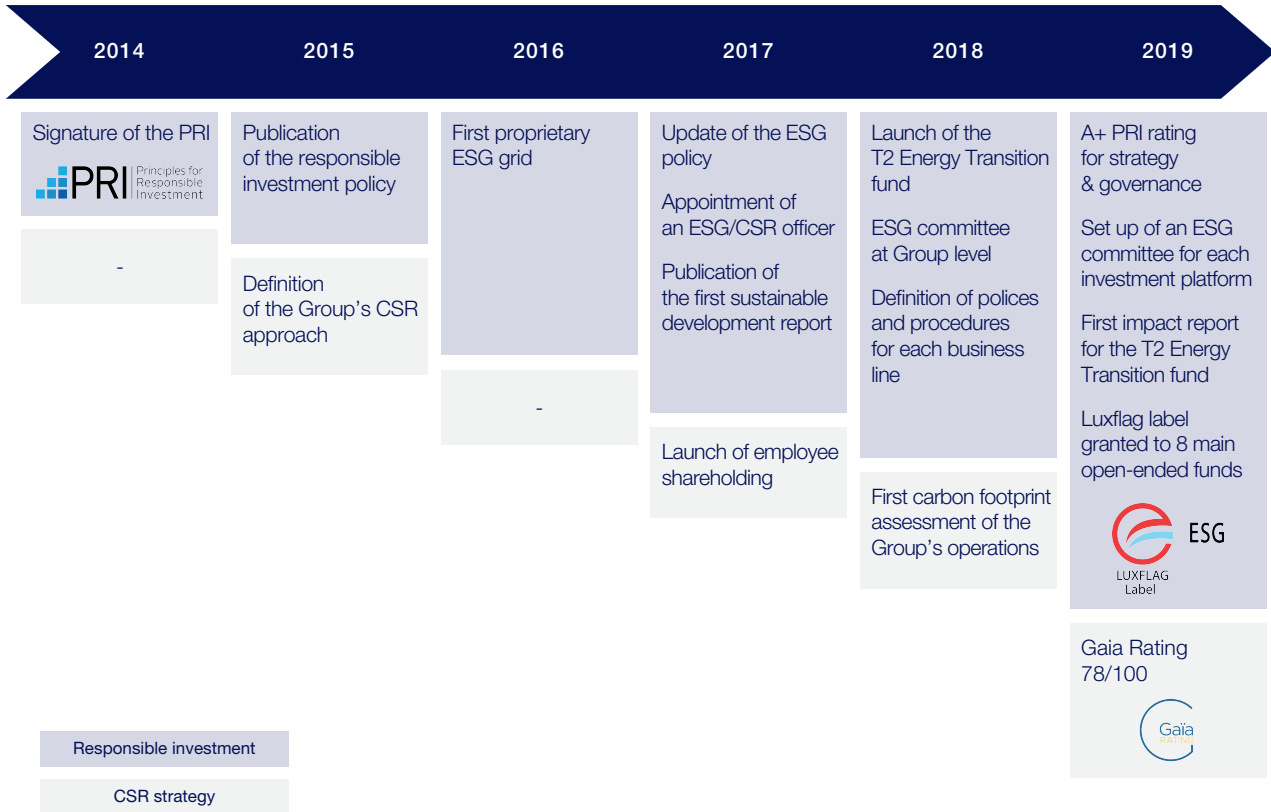 2014
2015
2016
2017
2018
2019
Signature of the PRI
PRI
Principles for
Responsible
Investment
-
Publication
of the responsible
investment policy
Definition
of the Group's CSR
approach
First proprietary
ESG grid
-
Update of the ESG
policy
Appointment of
an ESG/CSR officer
Publication of
the first sustainable
development report
Launch of employee
shareholding
Launch of the
T2 Energy Transition
fund
ESG committee
at Group level
Definition of polices
and procedures
for each business
line
First carbon footprint
assessment of the
Group's operations
A+ PRI rating
for strategy
& governance
Set up of an ESG
committee for each
investment platform
First impact report
for the T2 Energy
Transition fund
Luxflag label
granted to 8 main
open-ended funds
ESG
LUXFLAG
Label
Gaia Rating
78/100
Gaïa
RATING
Responsible investment
CSR strategy